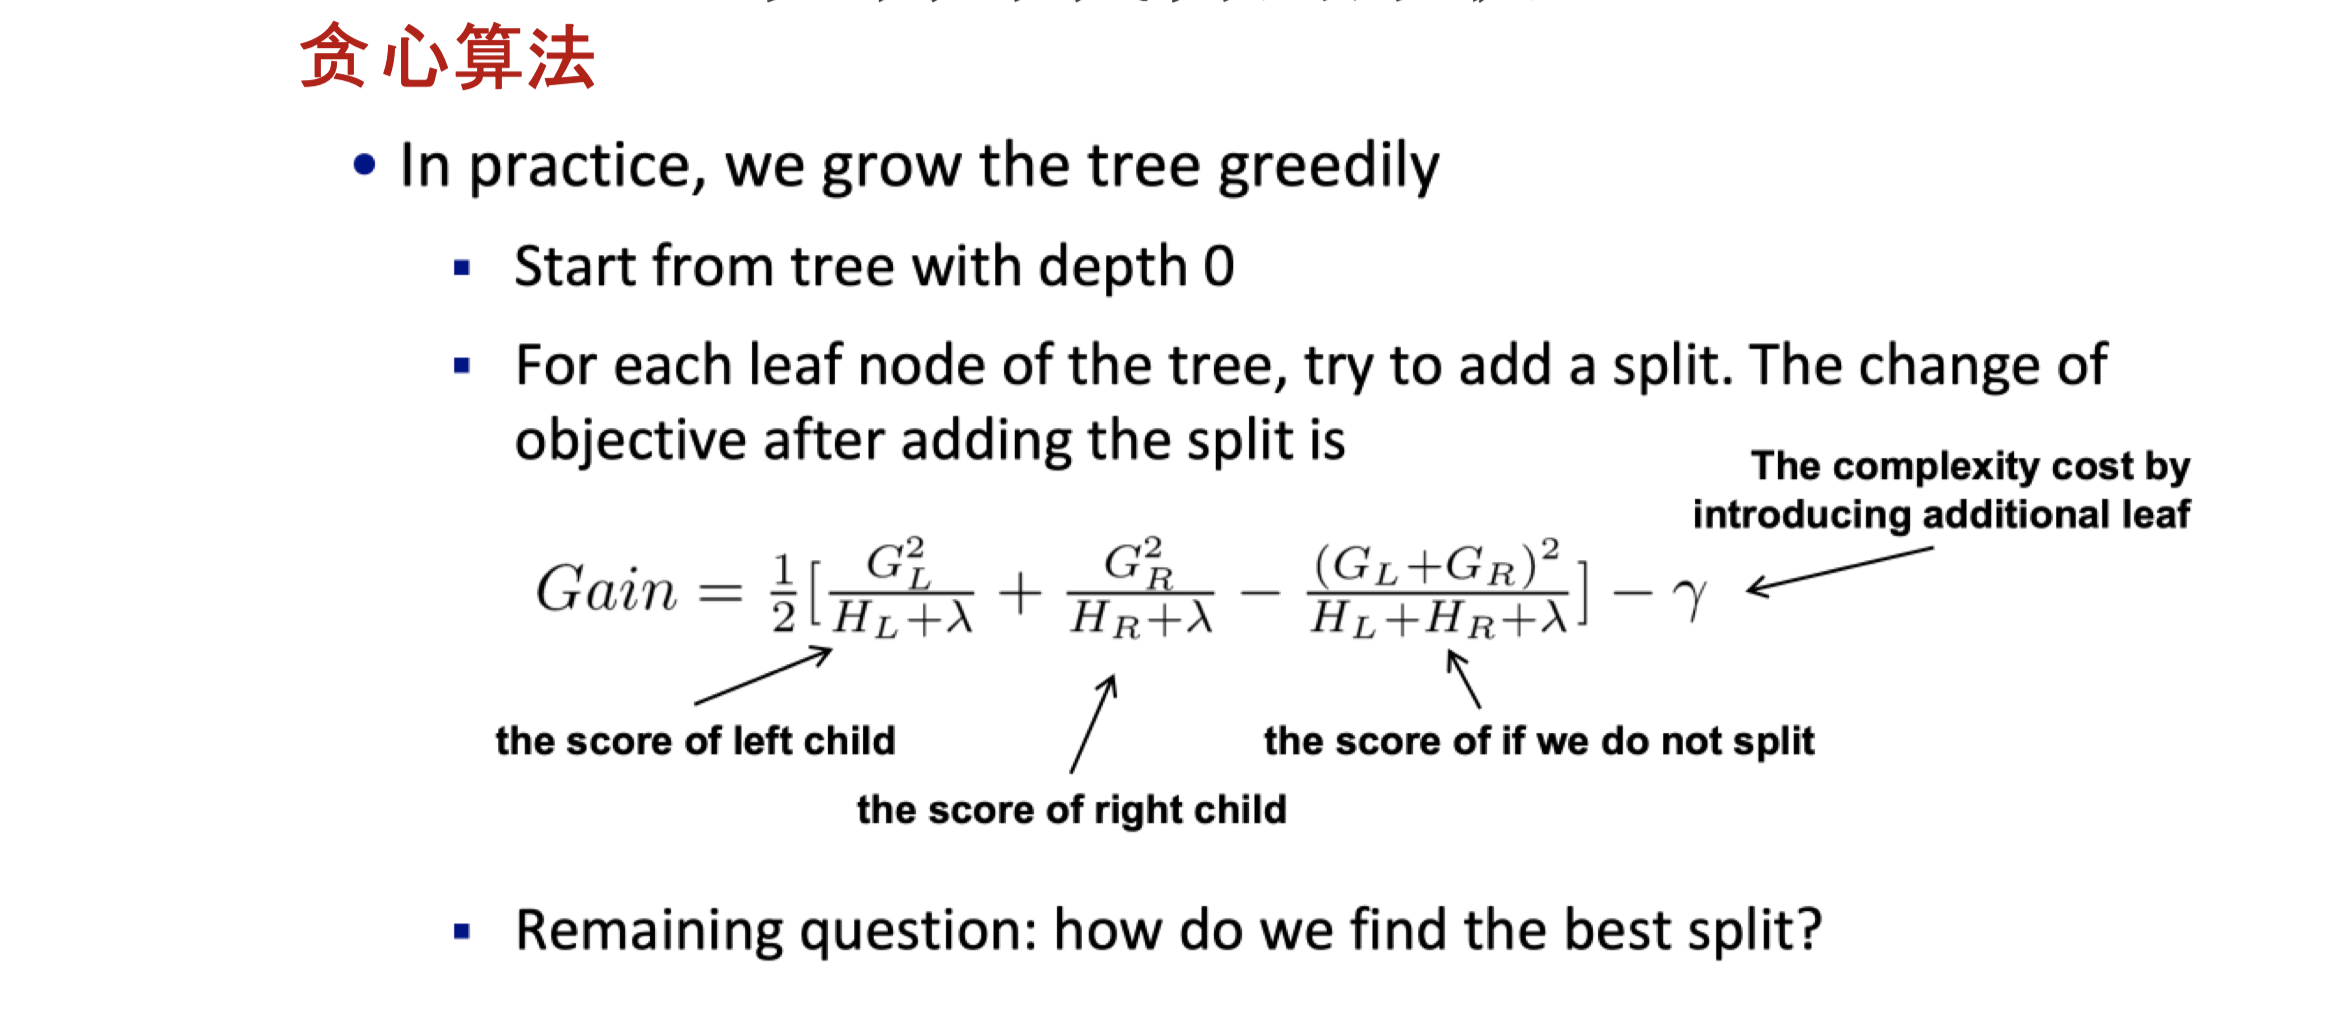 贪心算法
• In practice, we grow the tree greedily
▪ Start from tree with depth 0
▪ For each leaf node of the tree, try to add a split. The change of
objective after adding the split is
The complexity cost by
introducing additional leaf
$Gain = \frac{1}{2}[\frac{G_L^2}{H_L+\lambda} + \frac{G_R^2}{H_R+\lambda} - \frac{(G_L+G_R)^2}{H_L+H_R+\lambda}] - \gamma$
the score of left child
the score of if we do not split
the score of right child
▪ Remaining question: how do we find the best split?